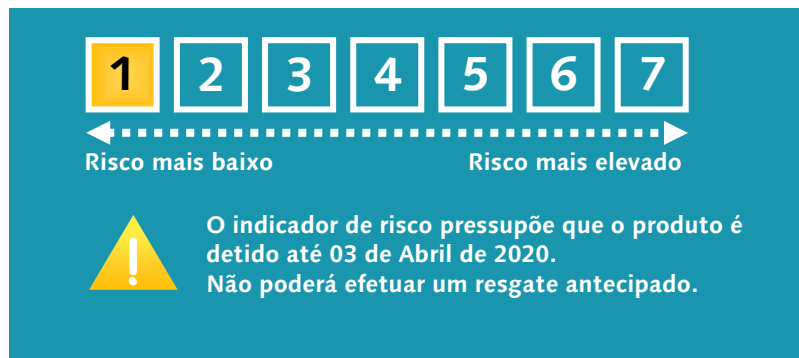 1 2 3 4 5 6 7
Risco mais baixo Risco mais elevado
O indicador de risco pressupõe que o produto é
detido até 03 de Abril de 2020.
Não poderá efetuar um resgate antecipado.